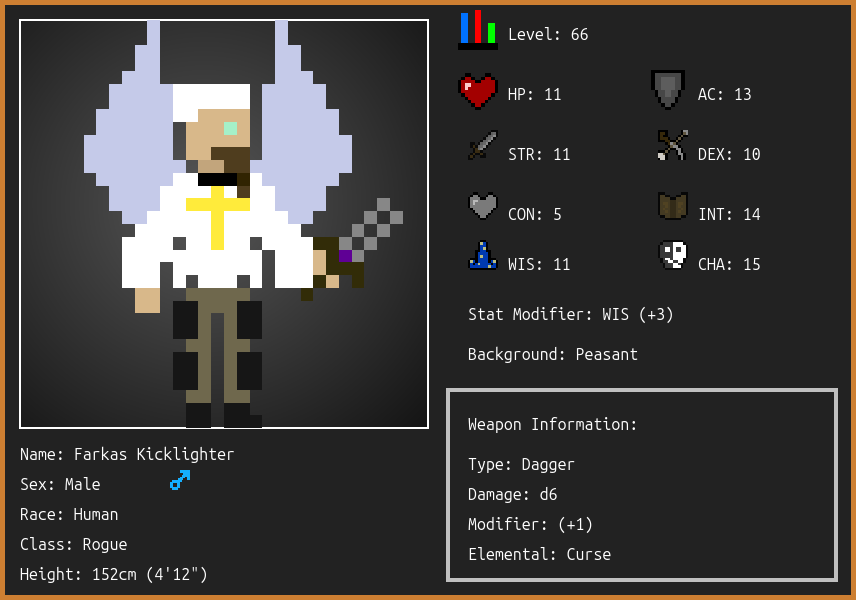 Level: 66
HP: 11
AC: 13
STR: 11
DEX: 10
CON: 5
INT: 14
WIS: 11
CHA: 15
Stat Modifier: WIS (+3)
Background: Peasant
Weapon Information:
Type: Dagger
Damage: d6
Modifier: (+1)
Elemental: Curse
Name: Farkas Kicklighter
Sex: Male
Race: Human
Class: Rogue
Height: 152cm (4'12")